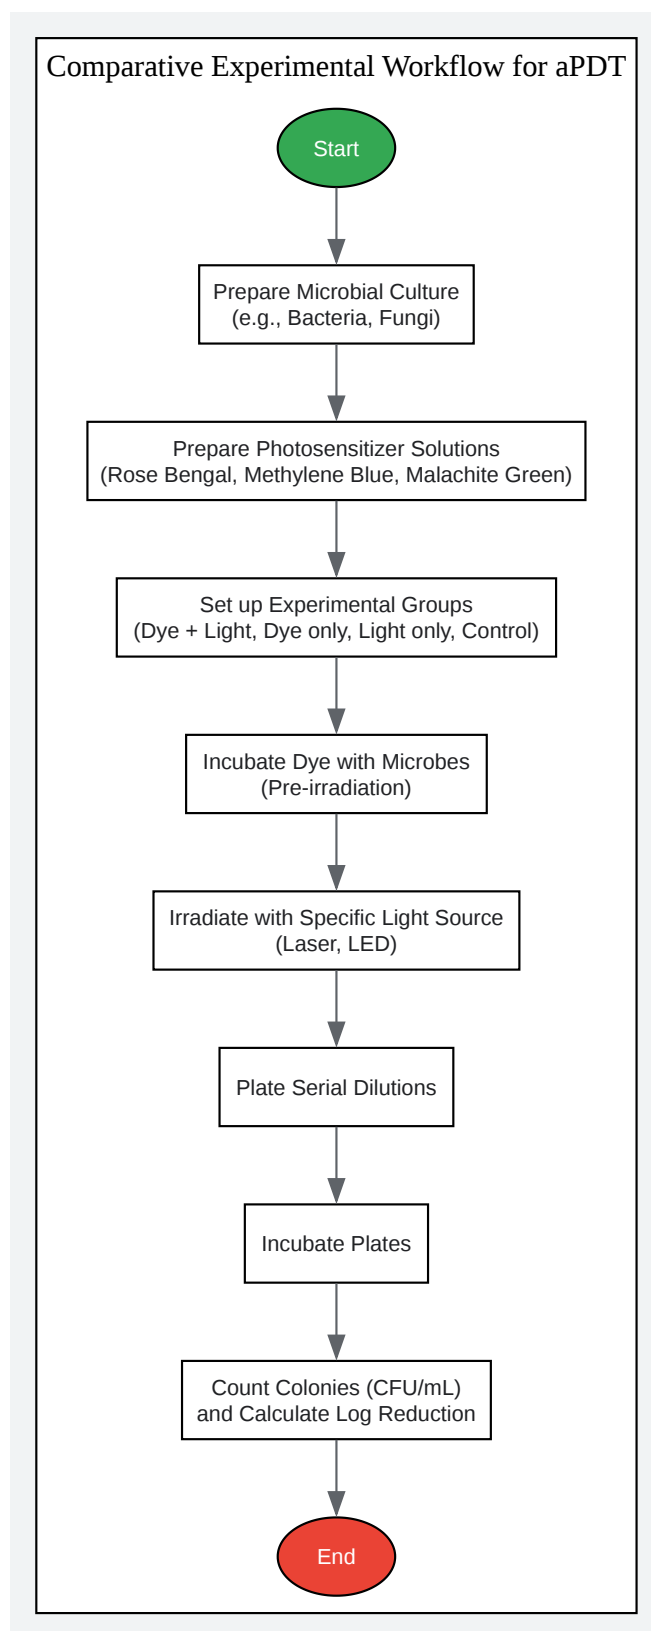 Comparative Experimental Workflow for aPDT
Start
Prepare Microbial Culture
(e.g., Bacteria, Fungi)
Prepare Photosensitizer Solutions
(Rose Bengal, Methylene Blue, Malachite Green)
Set up Experimental Groups
(Dye + Light, Dye only, Light only, Control)
Incubate Dye with Microbes
(Pre-irradiation)
Irradiate with Specific Light Source
(Laser, LED)
Plate Serial Dilutions
Incubate Plates
Count Colonies (CFU/mL)
and Calculate Log Reduction
End